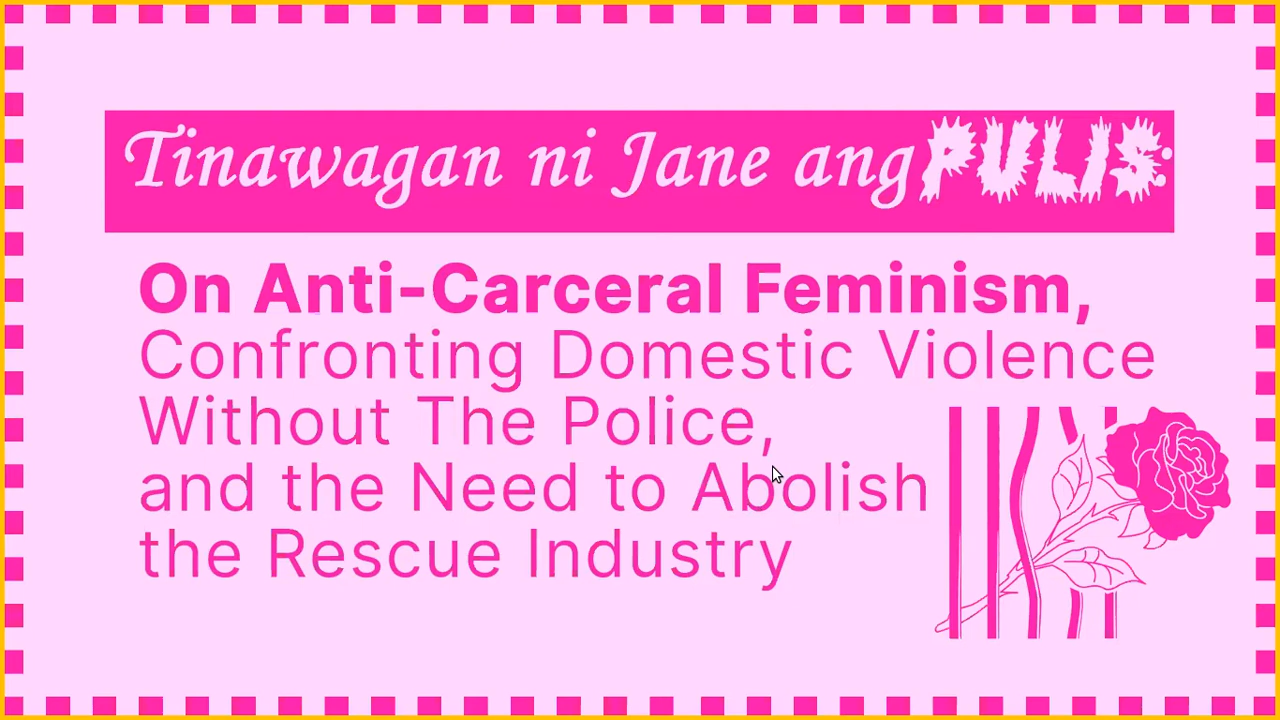 Tinawagan ni Jane ang PULIS:
On Anti-Carceral Feminism,
Confronting Domestic Violence
Without The Police,
and the Need to Abolish
the Rescue Industry